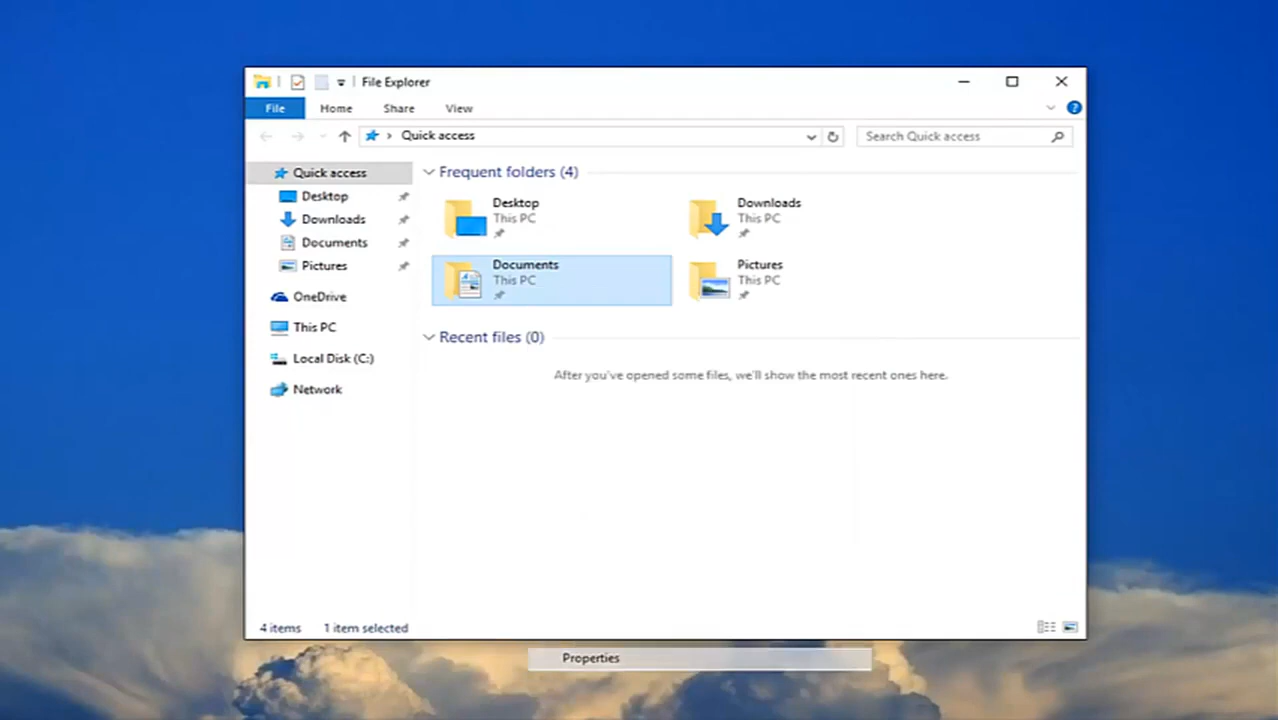 File Explorer
File Home Share View
Quick access Search Quick access
Quick access
Desktop
Downloads
Documents
Pictures
OneDrive
This PC
Local Disk (C:)
Network
Frequent folders (4)
Desktop
This PC
Downloads
This PC
Documents
This PC
Pictures
This PC
Recent files (0)
After you've opened some files, we'll show the most recent ones here.
4 items 1 item selected
Properties